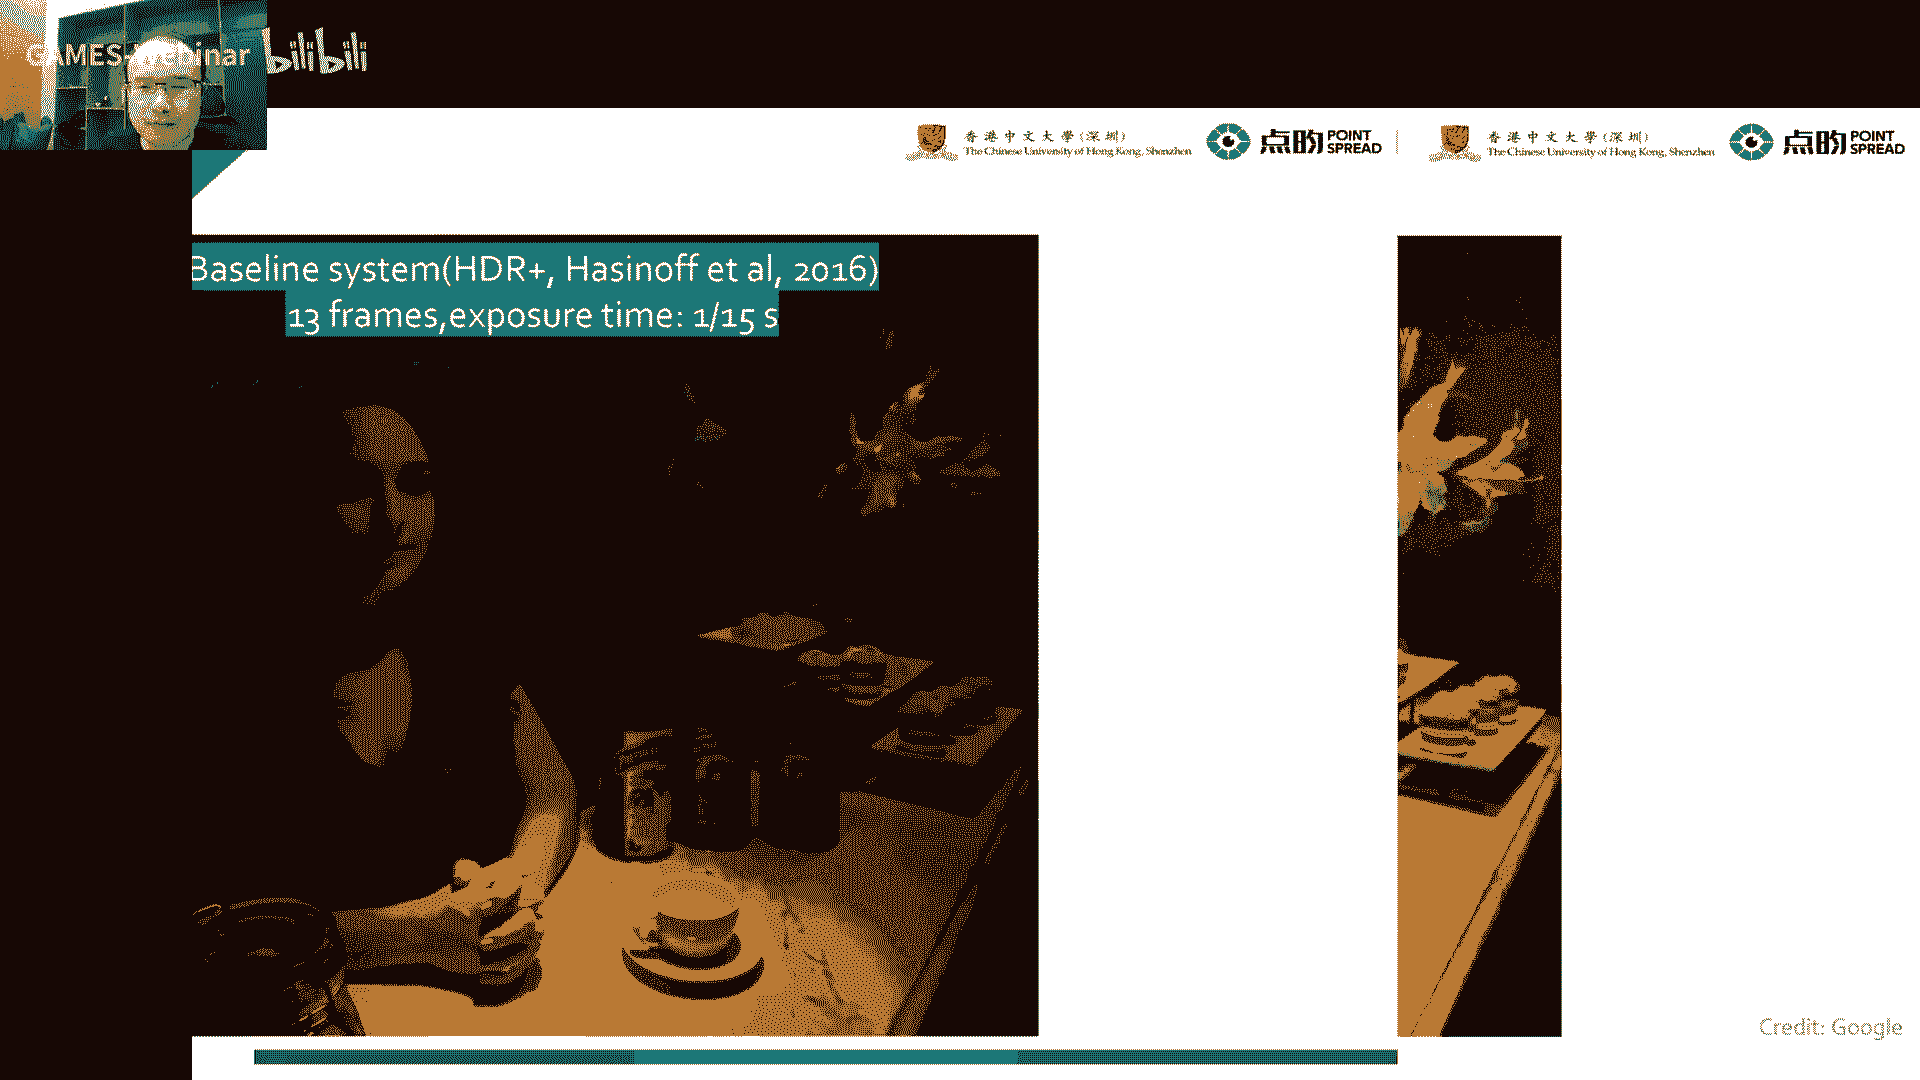 GAMES-Webinar bilibili
香港中文大學(深圳)
The Chinese University of Hong Kong, Shenzhen
点昀 POINT SPREAD
香港中文大學(深圳)
The Chinese University of Hong Kong, Shenzhen
点昀 POINT SPREAD
Baseline system(HDR+, Hasinoff et al, 2016)
13 frames,exposure time: 1/15 s
Credit: Google